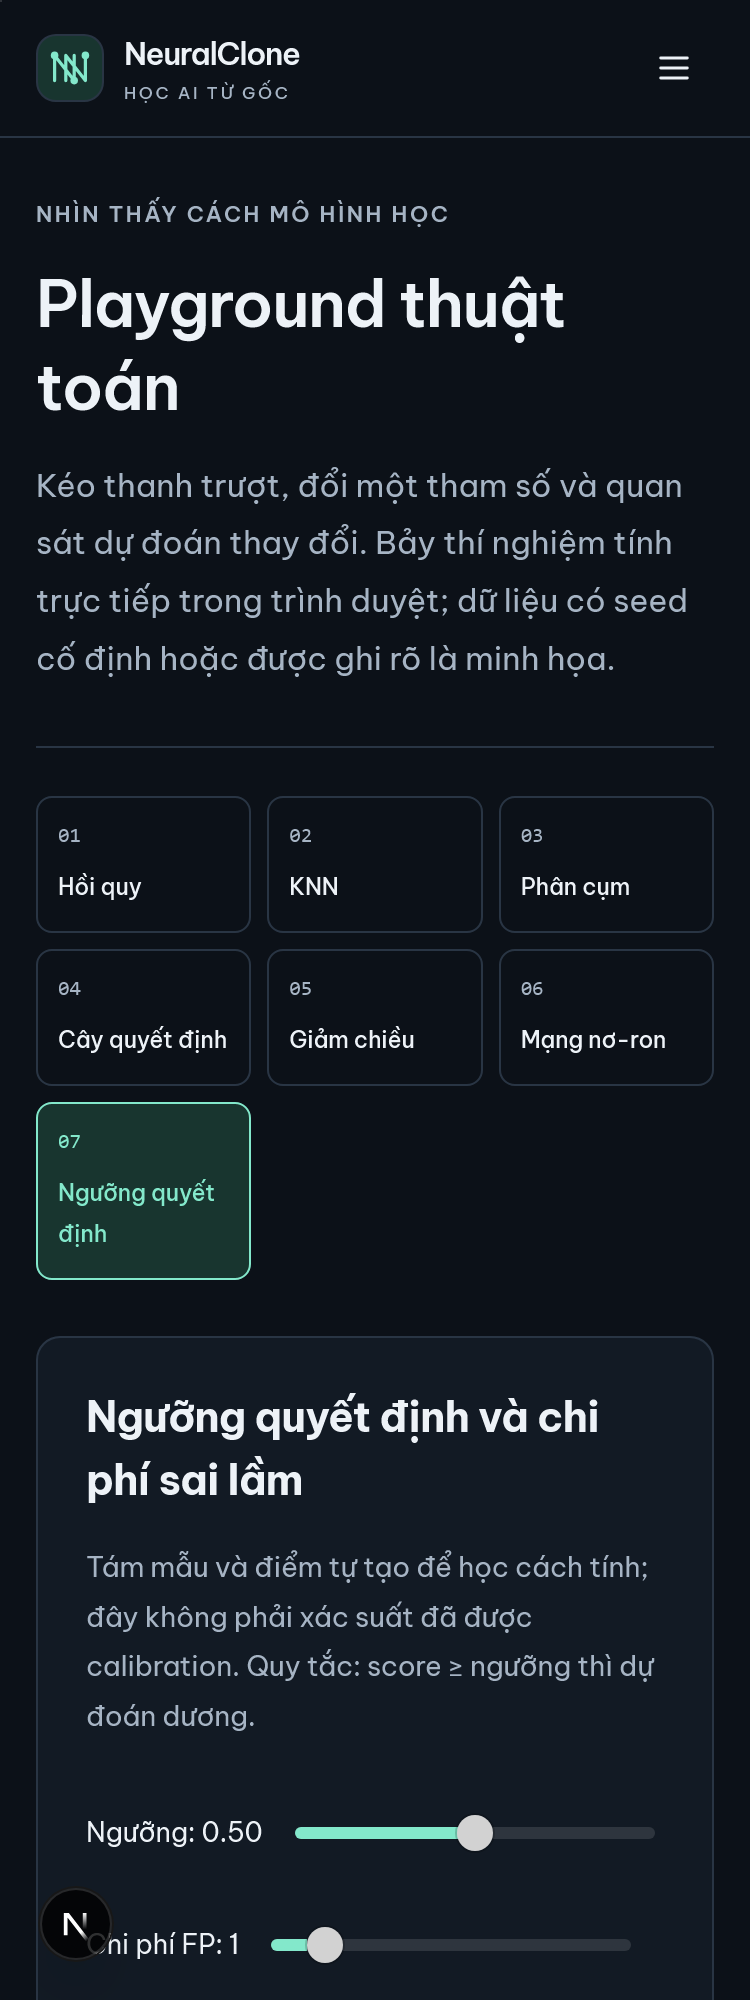 NeuralClone
HỌC AI TỪ GỐC
NHÌN THẤY CÁCH MÔ HÌNH HỌC
Playground thuật
toán
Kéo thanh trượt, đổi một tham số và quan
sát dự đoán thay đổi. Bảy thí nghiệm tính
trực tiếp trong trình duyệt; dữ liệu có seed
cố định hoặc được ghi rõ là minh họa.
01
Hồi quy
02
KNN
03
Phân cụm
04
Cây quyết định
05
Giảm chiều
06
Mạng nơ-ron
07
Ngưỡng quyết
định
Ngưỡng quyết định và chi
phí sai lầm
Tám mẫu và điểm tự tạo để học cách tính;
đây không phải xác suất đã được
calibration. Quy tắc: score ≥ ngưỡng thì dự
đoán dương.
Ngưỡng: 0.50
N
Chi phí FP: 1